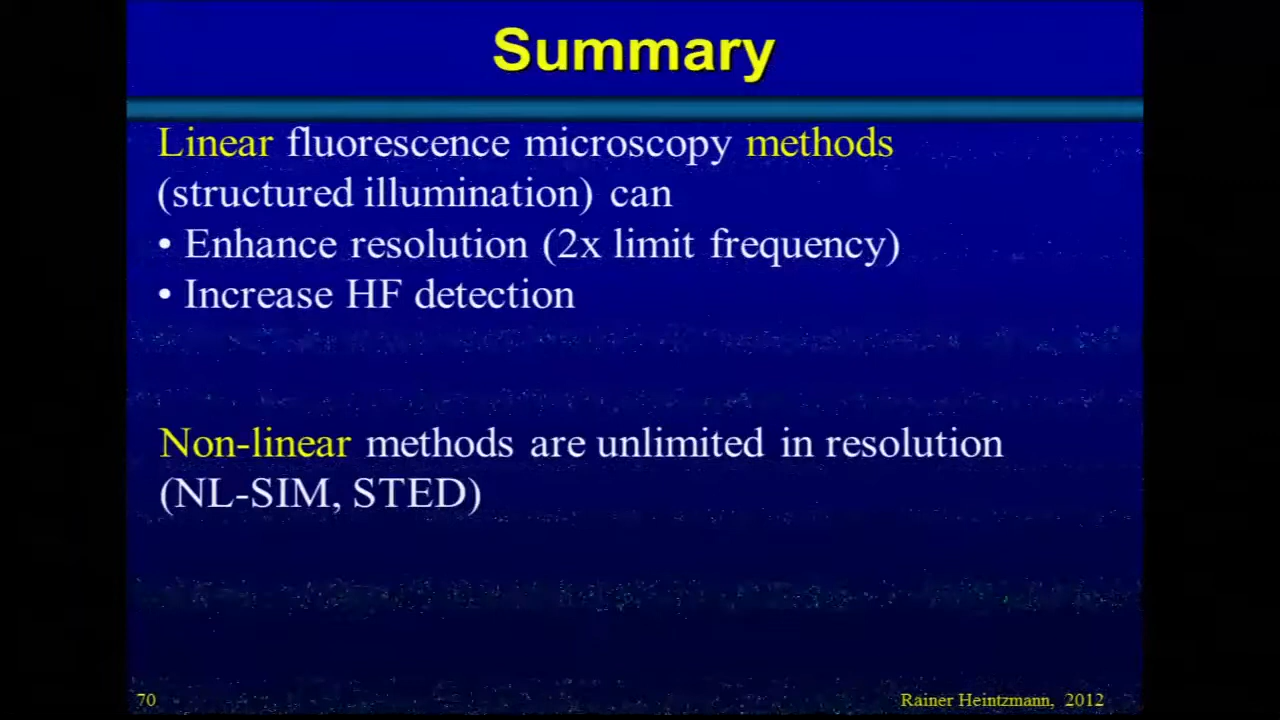 Summary
Linear fluorescence microscopy methods
(structured illumination) can
• Enhance resolution (2x limit frequency)
• Increase HF detection
Non-linear methods are unlimited in resolution
(NL-SIM, STED)
70
Rainer Heintzmann, 2012